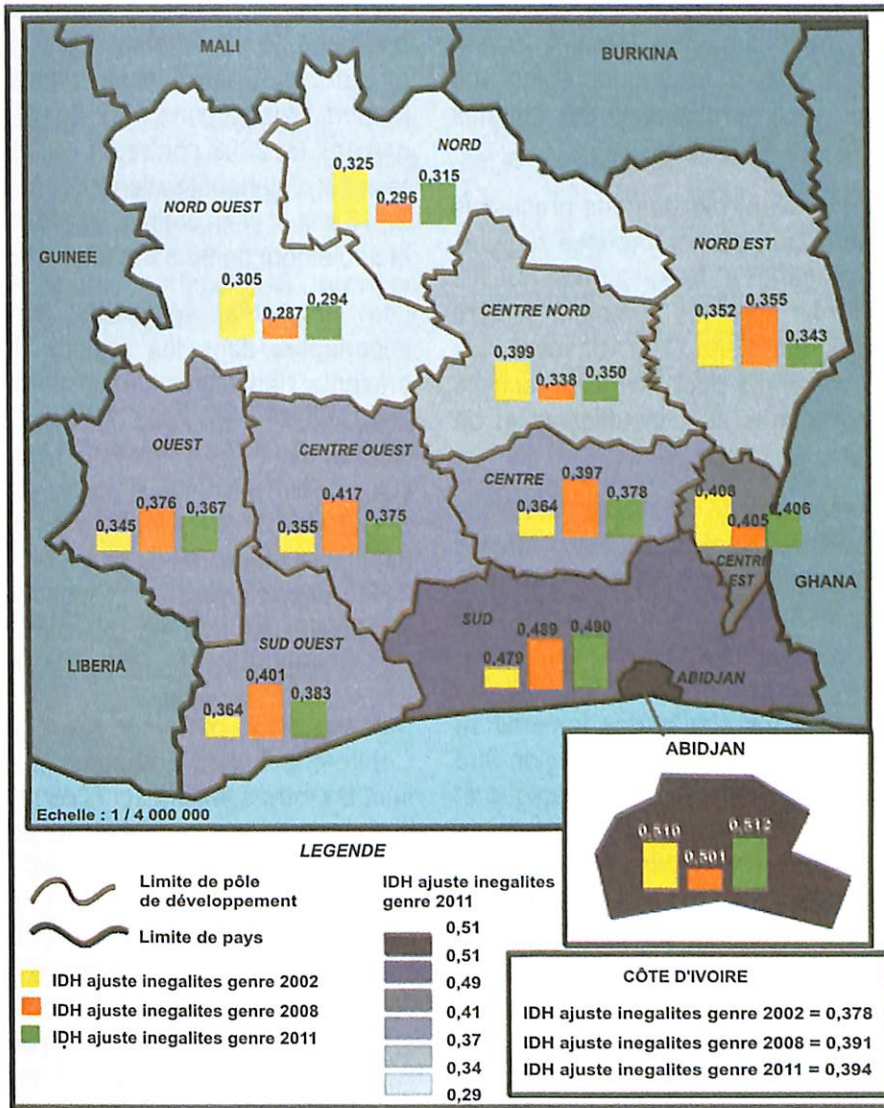 MALI
BURKINA
NORD
0,325
0,296
0,315
NORD OUEST
GUINEE
NORD EST
0,305
0,287
0,294
CENTRE NORD
0,352
0,355
0,343
0,399
0,338
0,350
OUEST
CENTRE OUEST
CENTRE
0,345
0,376
0,367
0,355
0,417
0,375
0,364
0,397
0,378
0,408
0,405
0,406
EST
GHANA
SUD OUEST
SUD
LIBERIA
0,364
0,401
0,383
0,479
0,489
0,490
ABIDJAN
ABIDJAN
0,510
0,501
0,512
Echelle : 1 / 4 000 000
LEGENDE
Limite de pôle
de développement
Limite de pays
IDH ajuste inegalites genre 2002
IDH ajuste inegalites genre 2008
IDH ajuste inegalites genre 2011
IDH ajuste inegalites
genre 2011
0,51
0,51
0,49
0,41
0,37
0,34
0,29
CÔTE D'IVOIRE
IDH ajuste inegalites genre 2002 = 0,378
IDH ajuste inegalites genre 2008 = 0,391
IDH ajuste inegalites genre 2011 = 0,394